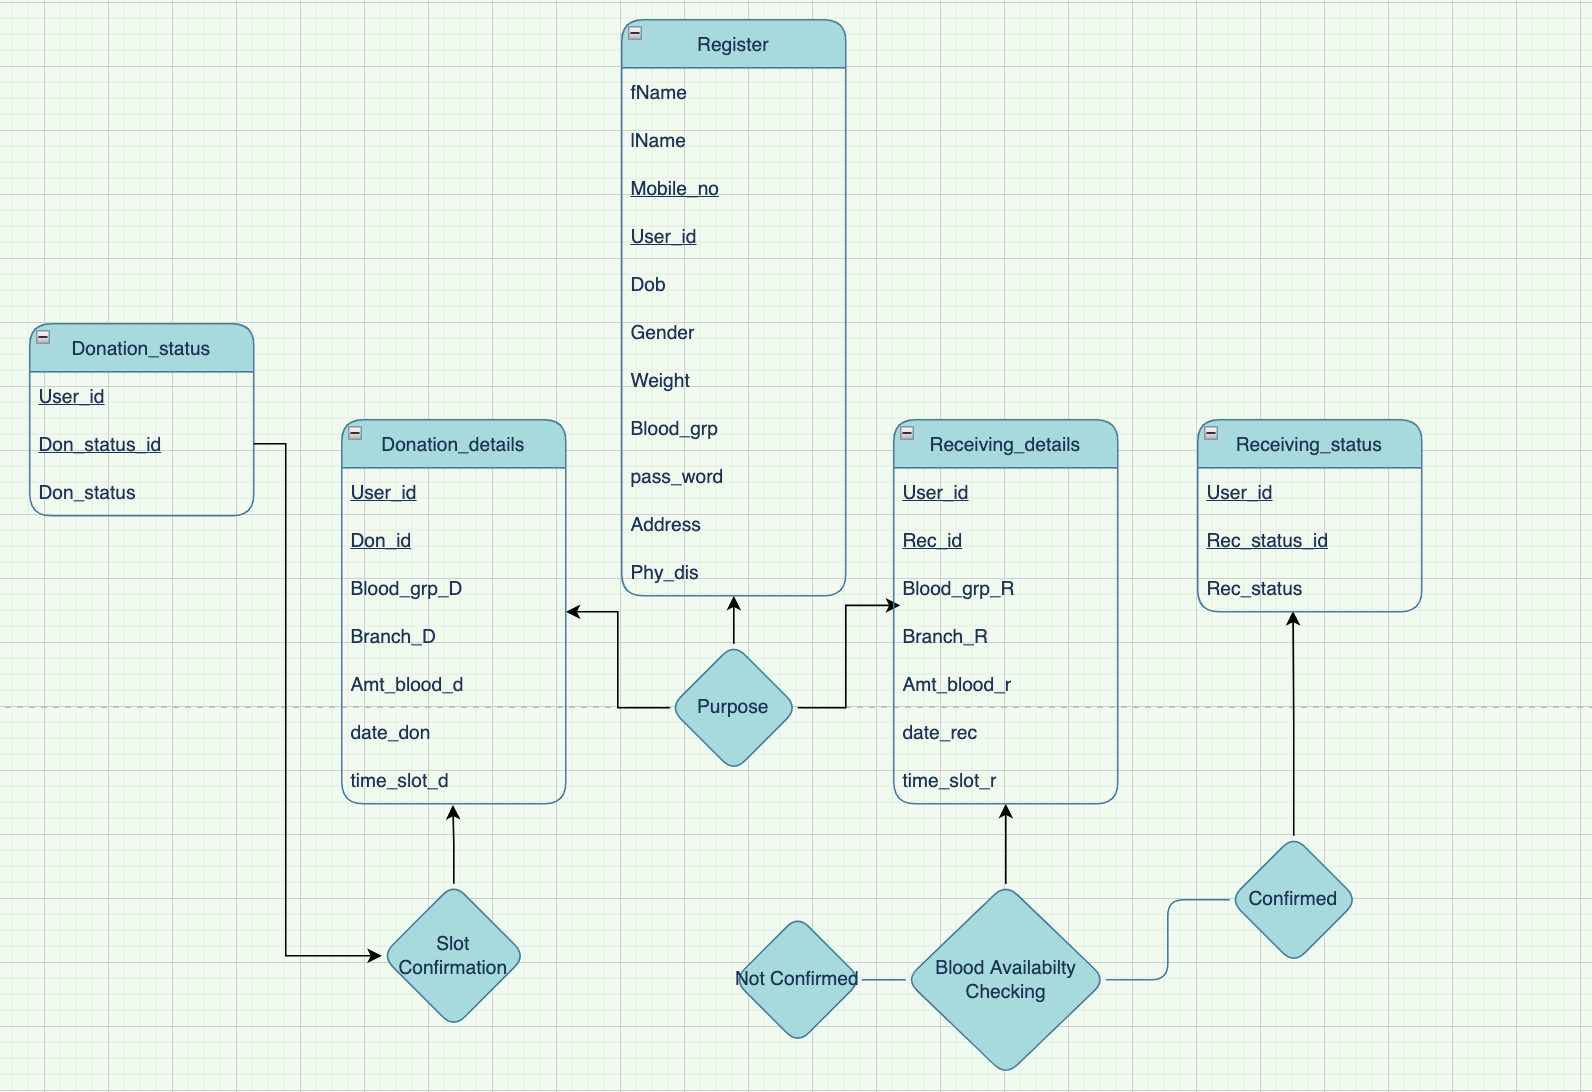 Register
fName
lName
Mobile_no
User_id
Dob
Gender
Weight
Blood_grp
pass_word
Address
Phy_dis
Donation_status
User_id
Don_status_id
Don_status
Donation_details
User_id
Don_id
Blood_grp_D
Branch_D
Amt_blood_d
date_don
time_slot_d
Purpose
Receiving_details
User_id
Rec_id
Blood_grp_R
Branch_R
Amt_blood_r
date_rec
time_slot_r
Receiving_status
User_id
Rec_status_id
Rec_status
Slot
Confirmation
Not Confirmed
Blood Availabilty
Checking
Confirmed